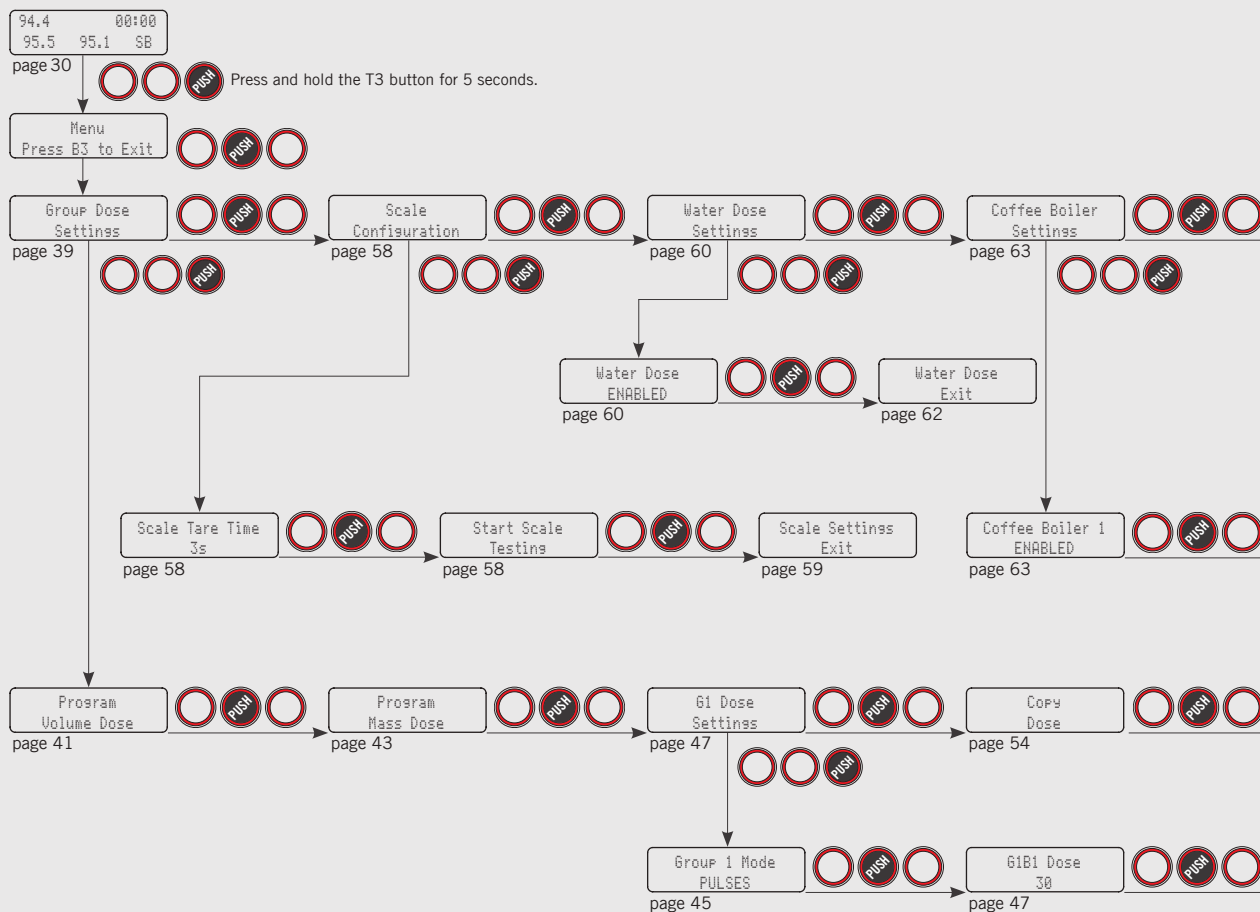 94.4 00:00
95.5 95.1 SB
page 30
PUSH
Press and hold the T3 button for 5 seconds.
Menu
Press B3 to Exit
PUSH
Group Dose
Settings
page 39
PUSH
PUSH
Scale
Configuration
page 58
PUSH
PUSH
Water Dose
Settings
page 60
PUSH
PUSH
Coffee Boiler
Settings
page 63
PUSH
PUSH
Water Dose
ENABLED
page 60
PUSH
Water Dose
Exit
page 62
Scale Tare Time
3s
page 58
PUSH
Start Scale
Testing
page 58
PUSH
Scale Settings
Exit
page 59
Coffee Boiler 1
ENABLED
page 63
PUSH
Program
Volume Dose
page 41
PUSH
Program
Mass Dose
page 43
PUSH
G1 Dose
Settings
page 47
PUSH
PUSH
Copy
Dose
page 54
PUSH
Group 1 Mode
PULSES
page 45
PUSH
G1B1 Dose
30
page 47
PUSH